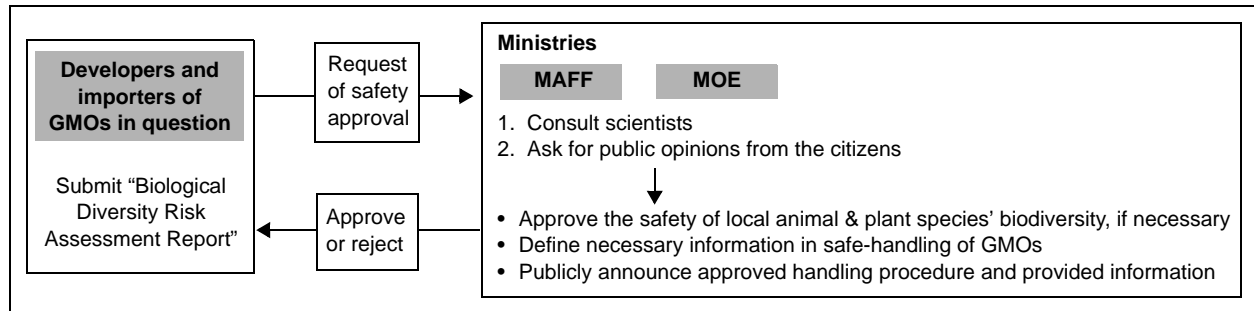 Developers and
importers of
GMOs in question
Submit “Biological
Diversity Risk
Assessment Report”
Request
of safety
approval
Approve
or reject
Ministries
MAFF
MOE
1. Consult scientists
2. Ask for public opinions from the citizens
• Approve the safety of local animal & plant species’ biodiversity, if necessary
• Define necessary information in safe-handling of GMOs
• Publicly announce approved handling procedure and provided information